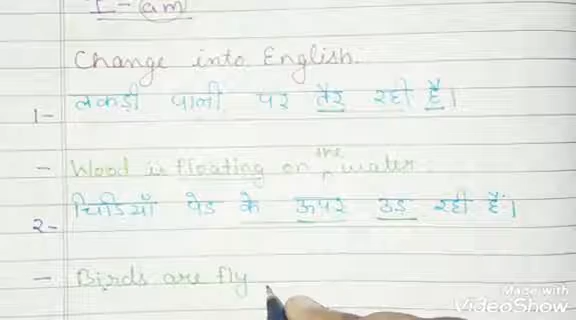 I - am
Change into English.
1- लकड़ी पानी पर तैर रही है।
- Wood is floating on the water.
2- चिड़ियाँ पेड के ऊपर उड़ रही हैं।
- Birds are fly
Made with
VideoShow